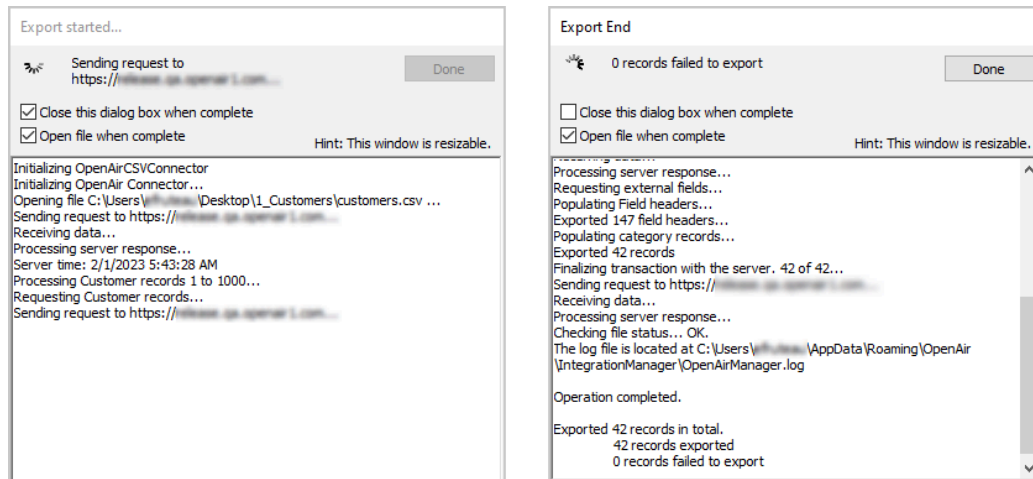 Export started...
Sending request to
https://
Done
Close this dialog box when complete
Open file when complete
Hint: This window is resizable.
Initializing OpenAirCSVConnector
Initializing OpenAir Connector...
Opening file C:\Users\ \Desktop\1_Customers\customers.csv ...
Sending request to https://
Receiving data...
Processing server response...
Server time: 2/1/2023 5:43:28 AM
Processing Customer records 1 to 1000...
Requesting Customer records...
Sending request to https://
Export End
0 records failed to export
Done
Close this dialog box when complete
Open file when complete
Hint: This window is resizable.
Processing server response...
Requesting external fields...
Populating Field headers...
Exported 147 field headers...
Populating category records...
Exported 42 records
Finalizing transaction with the server. 42 of 42...
Sending request to https://
Receiving data...
Processing server response...
Checking file status... OK.
The log file is located at C:\Users\ \AppData\Roaming\OpenAir
\IntegrationManager\OpenAirManager.log
Operation completed.
Exported 42 records in total.
42 records exported
0 records failed to export